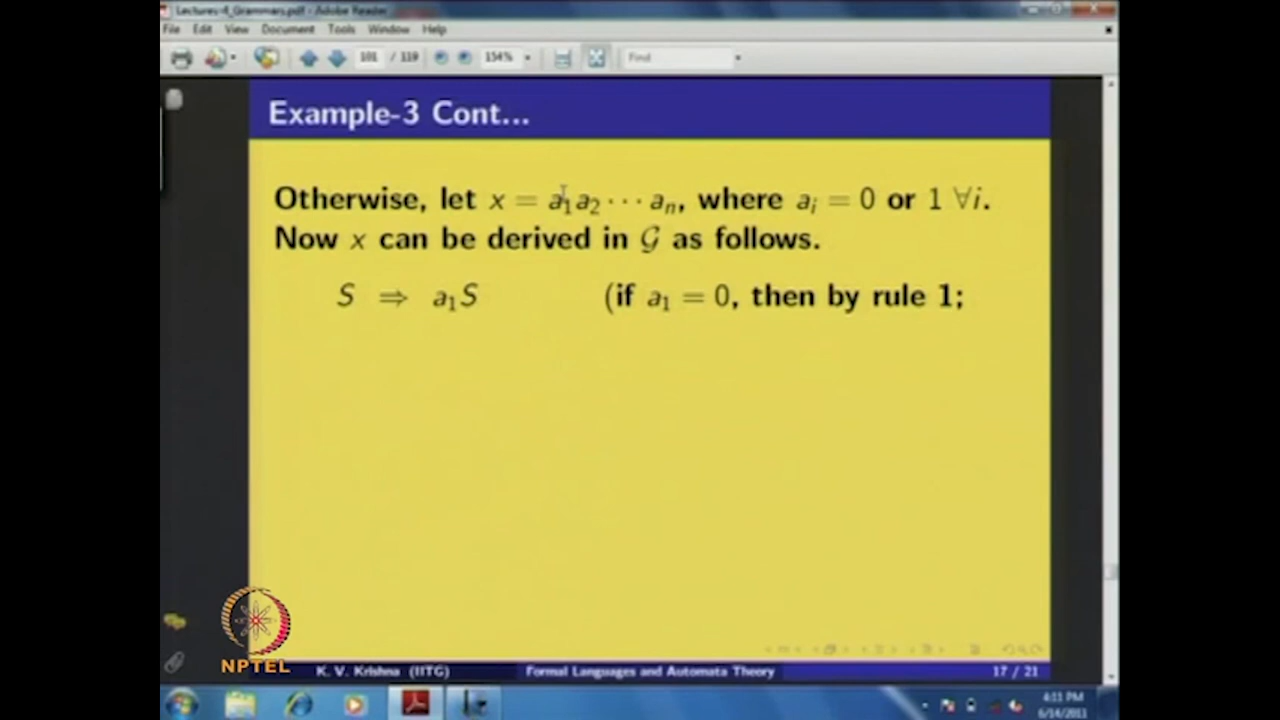 Lectures-4_Grammars.pdf - Adobe Reader
File Edit View Document Tools Window Help
101 / 119 154% Find
Example-3 Cont...
Otherwise, let x = a₁a₂ ··· aₙ, where aᵢ = 0 or 1 ∀i.
Now x can be derived in 𝒢 as follows.
S ⇒ a₁S (if a₁ = 0, then by rule 1;
NPTEL
K. V. Krishna (IITG) Formal Languages and Automata Theory 17 / 21
4:11 PM
6/14/2011